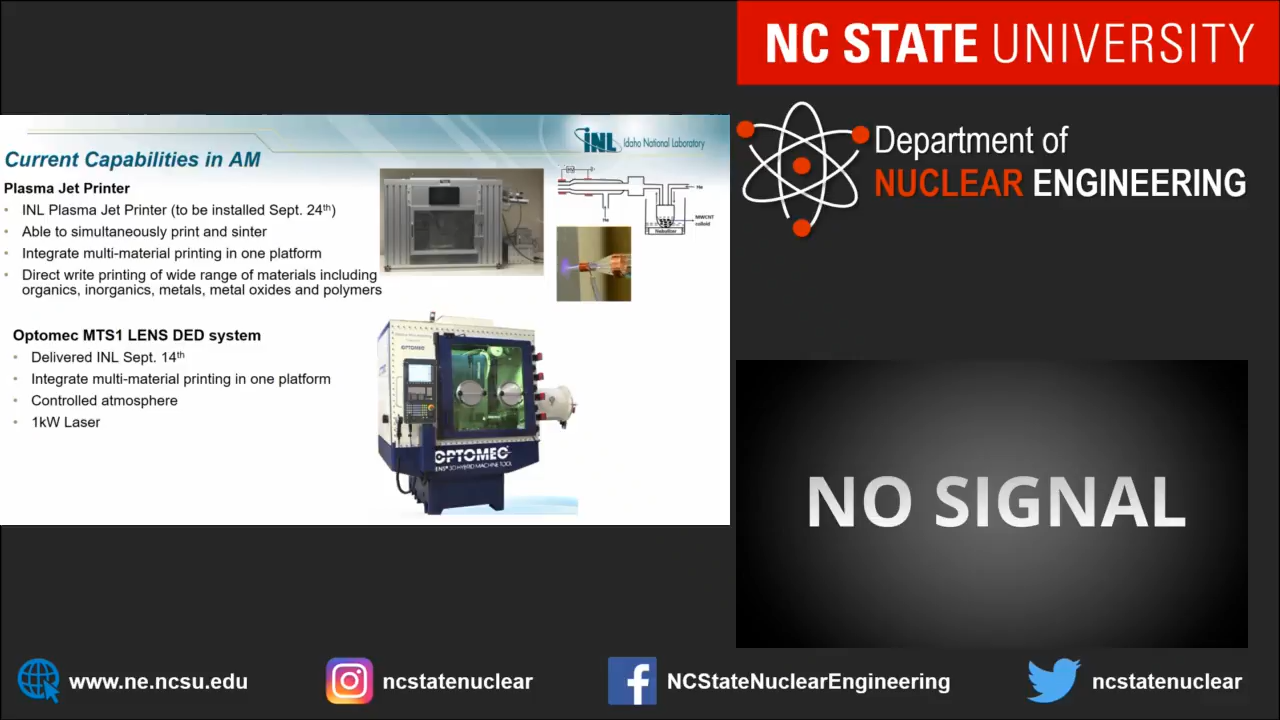 NC STATE UNIVERSITY
Department of
NUCLEAR ENGINEERING
INL Idaho National Laboratory
Current Capabilities in AM
Plasma Jet Printer
• INL Plasma Jet Printer (to be installed Sept. 24th)
• Able to simultaneously print and sinter
• Integrate multi-material printing in one platform
• Direct write printing of wide range of materials including
organics, inorganics, metals, metal oxides and polymers
MWCNT
colloid
Nebulizer
Optomec MTS1 LENS DED system
• Delivered INL Sept. 14th
• Integrate multi-material printing in one platform
• Controlled atmosphere
• 1kW Laser
OPTOMEC
OPTOMEC
LENS 3D HYBRID MACHINE TOOL
NO SIGNAL
www.ne.ncsu.edu
ncstatenuclear
NCStateNuclearEngineering
ncstatenuclear